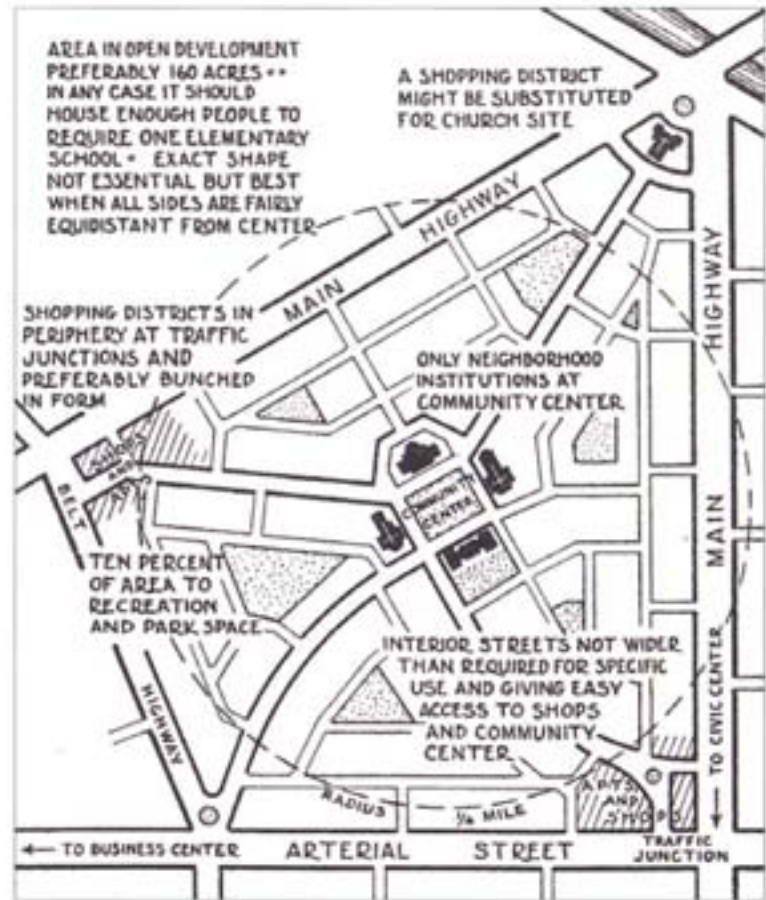 AREA IN OPEN DEVELOPMENT
PREFERABLY 160 ACRES • •
IN ANY CASE IT SHOULD
HOUSE ENOUGH PEOPLE TO
REQUIRE ONE ELEMENTARY
SCHOOL • EXACT SHAPE
NOT ESSENTIAL BUT BEST
WHEN ALL SIDES ARE FAIRLY
EQUIDISTANT FROM CENTER
A SHOPPING DISTRICT
MIGHT BE SUBSTITUTED
FOR CHURCH SITE
MAIN HIGHWAY
HIGHWAY
MAIN
SHOPPING DISTRICTS IN
PERIPHERY AT TRAFFIC
JUNCTIONS AND
PREFERABLY BUNCHED
IN FORM
ONLY NEIGHBORHOOD
INSTITUTIONS AT
COMMUNITY CENTER
SHOPS
AND
APTS
BELT
HIGHWAY
COMMUNITY
CENTER
TEN PERCENT
OF AREA TO
RECREATION
AND PARK SPACE
INTERIOR STREETS NOT WIDER
THAN REQUIRED FOR SPECIFIC
USE AND GIVING EASY
ACCESS TO SHOPS
AND COMMUNITY
CENTER
TO CIVIC CENTER
RADIUS ¼ MILE
APTS
AND
SHOPS
TRAFFIC
JUNCTION
TO BUSINESS CENTER
ARTERIAL STREET